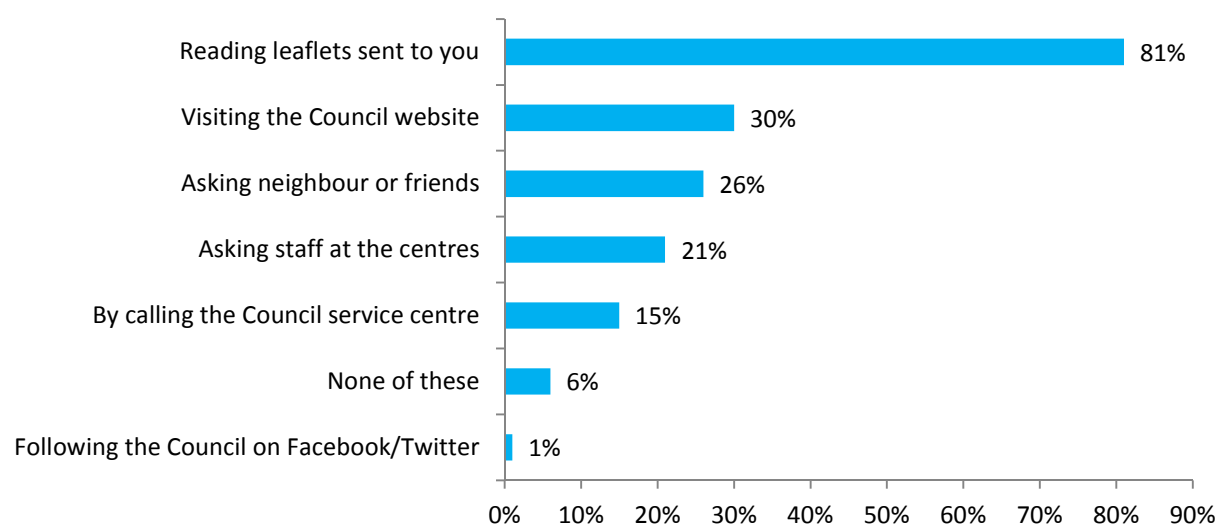 Reading leaflets sent to you 81%
Visiting the Council website 30%
Asking neighbour or friends 26%
Asking staff at the centres 21%
By calling the Council service centre 15%
None of these 6%
Following the Council on Facebook/Twitter 1%
0% 10% 20% 30% 40% 50% 60% 70% 80% 90%